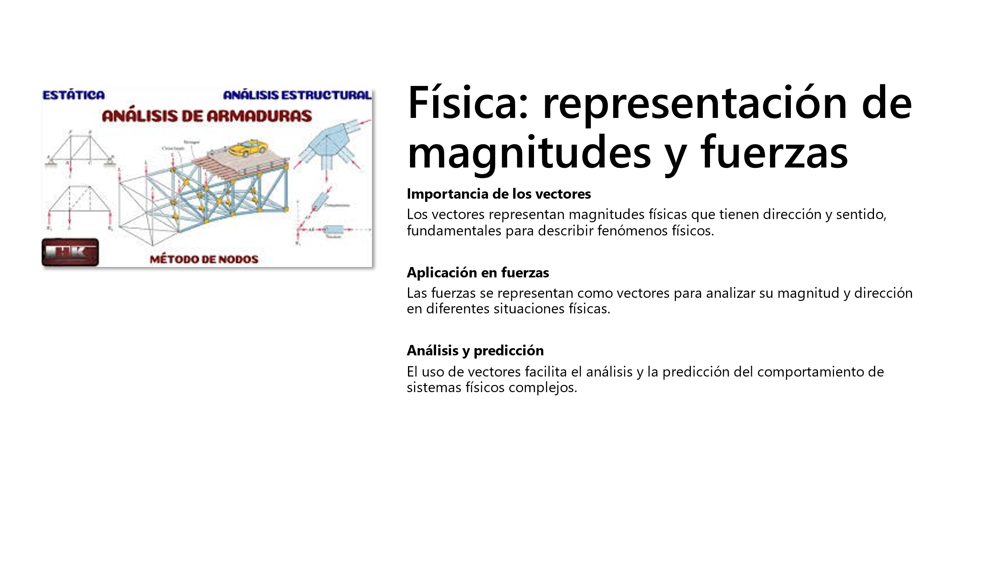 ESTÁTICA
ANÁLISIS ESTRUCTURAL
ANÁLISIS DE ARMADURAS
MÉTODO DE NODOS
HK
Física: representación de
magnitudes y fuerzas
Importancia de los vectores
Los vectores representan magnitudes físicas que tienen dirección y sentido,
fundamentales para describir fenómenos físicos.
Aplicación en fuerzas
Las fuerzas se representan como vectores para analizar su magnitud y dirección
en diferentes situaciones físicas.
Análisis y predicción
El uso de vectores facilita el análisis y la predicción del comportamiento de
sistemas físicos complejos.